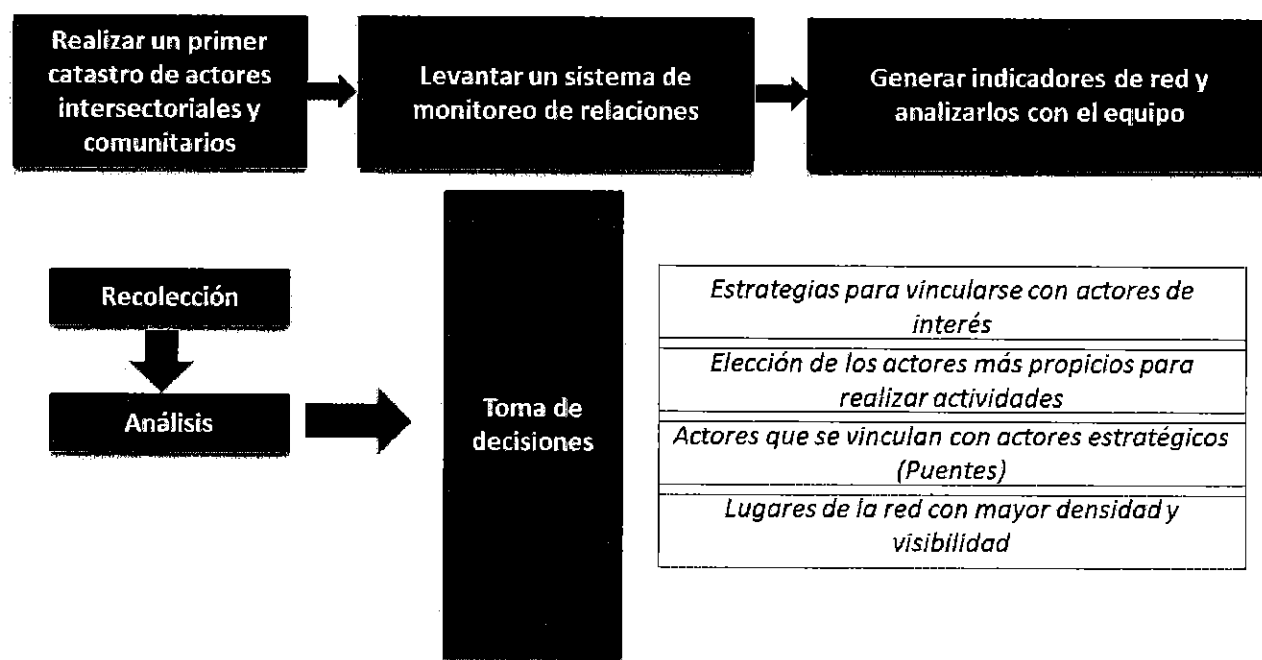 Realizar un primer
catastro de actores
intersectoriales y
comunitarios
Levantar un sistema de
monitoreo de relaciones
Generar indicadores de red y
analizarlos con el equipo
Recolección
Análisis
Toma de
decisiones
Estrategias para vincularse con actores de
interés
Elección de los actores más propicios para
realizar actividades
Actores que se vinculan con actores estratégicos
(Puentes)
Lugares de la red con mayor densidad y
visibilidad